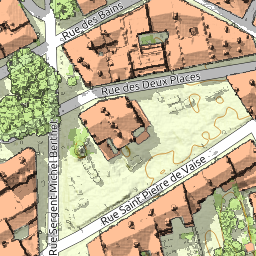 Rue des Bains
Rue des Deux Places
Rue Sergent Michel Berthet
Rue Saint Pierre de Vaise